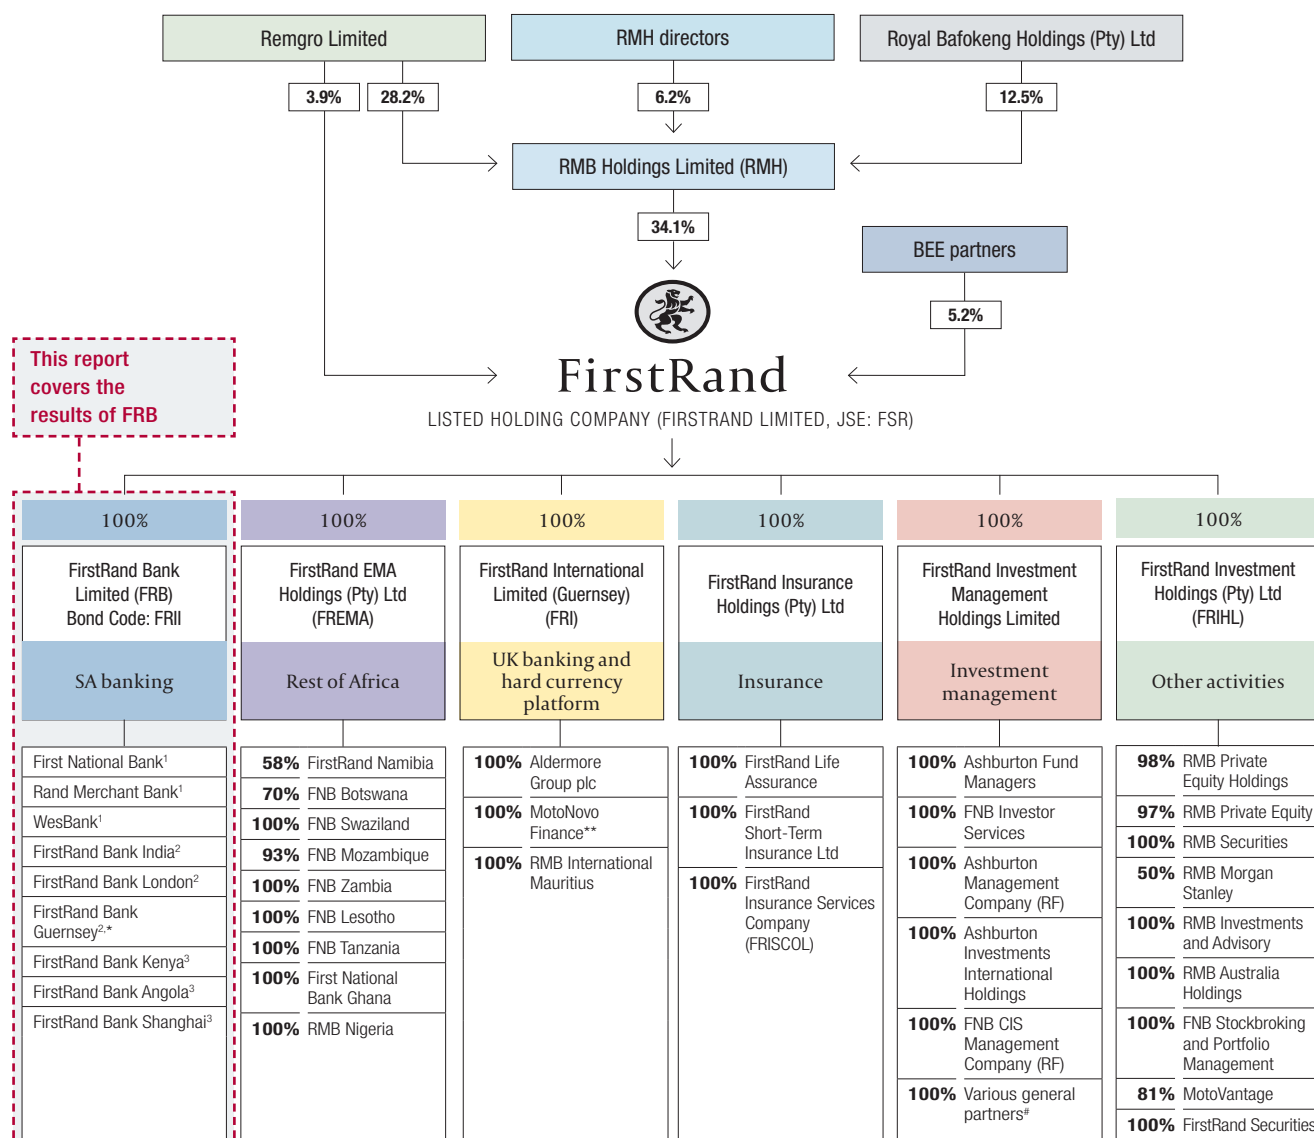 Remgro Limited
RMH directors
Royal Bafokeng Holdings (Pty) Ltd
3.9%
28.2%
6.2%
12.5%
RMB Holdings Limited (RMH)
34.1%
BEE partners
5.2%
This report
covers the
results of FRB
FirstRand
LISTED HOLDING COMPANY (FIRSTRAND LIMITED, JSE: FSR)
100%
FirstRand Bank
Limited (FRB)
Bond Code: FRII
SA banking
First National Bank¹
Rand Merchant Bank¹
WesBank¹
FirstRand Bank India²
FirstRand Bank London²
FirstRand Bank
Guernsey²,*
FirstRand Bank Kenya³
FirstRand Bank Angola³
FirstRand Bank Shanghai³
100%
FirstRand EMA
Holdings (Pty) Ltd
(FREMA)
Rest of Africa
58% FirstRand Namibia
70% FNB Botswana
100% FNB Swaziland
93% FNB Mozambique
100% FNB Zambia
100% FNB Lesotho
100% FNB Tanzania
100% First National
Bank Ghana
100% RMB Nigeria
100%
FirstRand International
Limited (Guernsey)
(FRI)
UK banking and
hard currency
platform
100% Aldermore
Group plc
100% MotoNovo
Finance**
100% RMB International
Mauritius
100%
FirstRand Insurance
Holdings (Pty) Ltd
Insurance
100% FirstRand Life
Assurance
100% FirstRand
Short-Term
Insurance Ltd
100% FirstRand
Insurance Services
Company
(FRISCOL)
100%
FirstRand Investment
Management
Holdings Limited
Investment
management
100% Ashburton Fund
Managers
100% FNB Investor
Services
100% Ashburton
Management
Company (RF)
100% Ashburton
Investments
International
Holdings
100% FNB CIS
Management
Company (RF)
100% Various general
partners#
100%
FirstRand Investment
Holdings (Pty) Ltd
(FRIHL)
Other activities
98% RMB Private
Equity Holdings
97% RMB Private Equity
100% RMB Securities
50% RMB Morgan
Stanley
100% RMB Investments
and Advisory
100% RMB Australia
Holdings
100% FNB Stockbroking
and Portfolio
Management
81% MotoVantage
100% FirstRand Securities